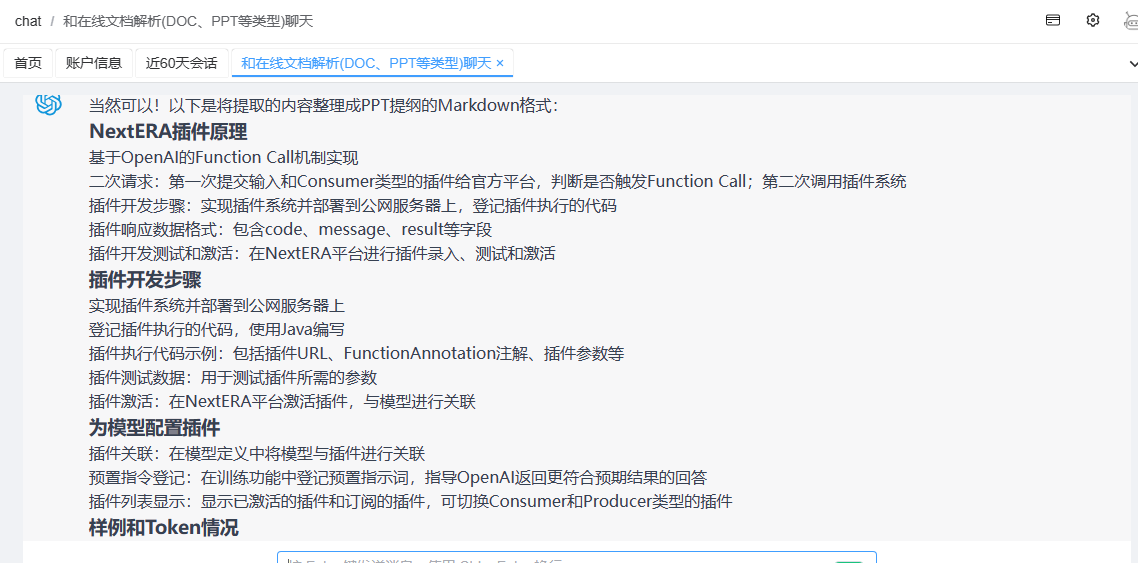 chat / 和在线文档解析(DOC、PPT等类型)聊天
首页 账户信息 近60天会话 和在线文档解析(DOC、PPT等类型)聊天 ×
当然可以！以下是将提取的内容整理成PPT提纲的Markdown格式：
NextERA插件原理
基于OpenAI的Function Call机制实现
二次请求：第一次提交输入和Consumer类型的插件给官方平台，判断是否触发Function Call；第二次调用插件系统
插件开发步骤：实现插件系统并部署到公网服务器上，登记插件执行的代码
插件响应数据格式：包含code、message、result等字段
插件开发测试和激活：在NextERA平台进行插件录入、测试和激活
插件开发步骤
实现插件系统并部署到公网服务器上
登记插件执行的代码，使用Java编写
插件执行代码示例：包括插件URL、FunctionAnnotation注解、插件参数等
插件测试数据：用于测试插件所需的参数
插件激活：在NextERA平台激活插件，与模型进行关联
为模型配置插件
插件关联：在模型定义中将模型与插件进行关联
预置指令登记：在训练功能中登记预置指示词，指导OpenAI返回更符合预期结果的回答
插件列表显示：显示已激活的插件和订阅的插件，可切换Consumer和Producer类型的插件
样例和Token情况